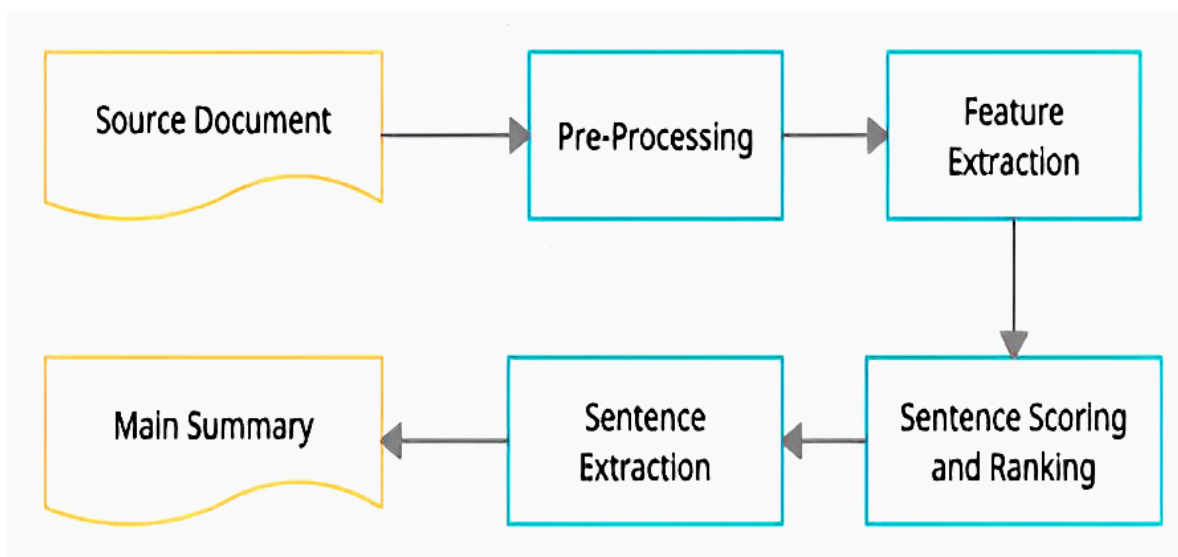 Source Document
Pre-Processing
Feature
Extraction
Sentence Scoring
and Ranking
Sentence
Extraction
Main Summary